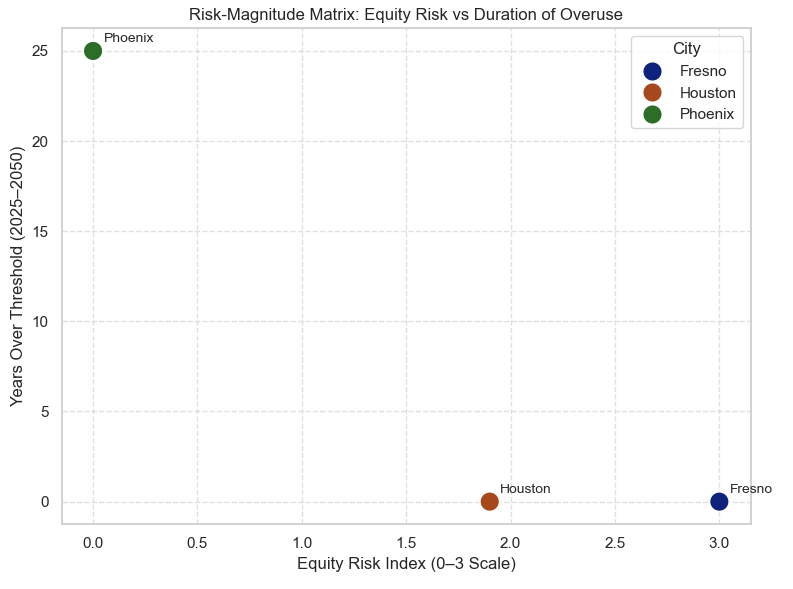 Risk-Magnitude Matrix: Equity Risk vs Duration of Overuse
Years Over Threshold (2025–2050)
25
20
15
10
5
0
Phoenix
Houston
Fresno
City
Fresno
Houston
Phoenix
0.0
0.5
1.0
1.5
2.0
2.5
3.0
Equity Risk Index (0–3 Scale)